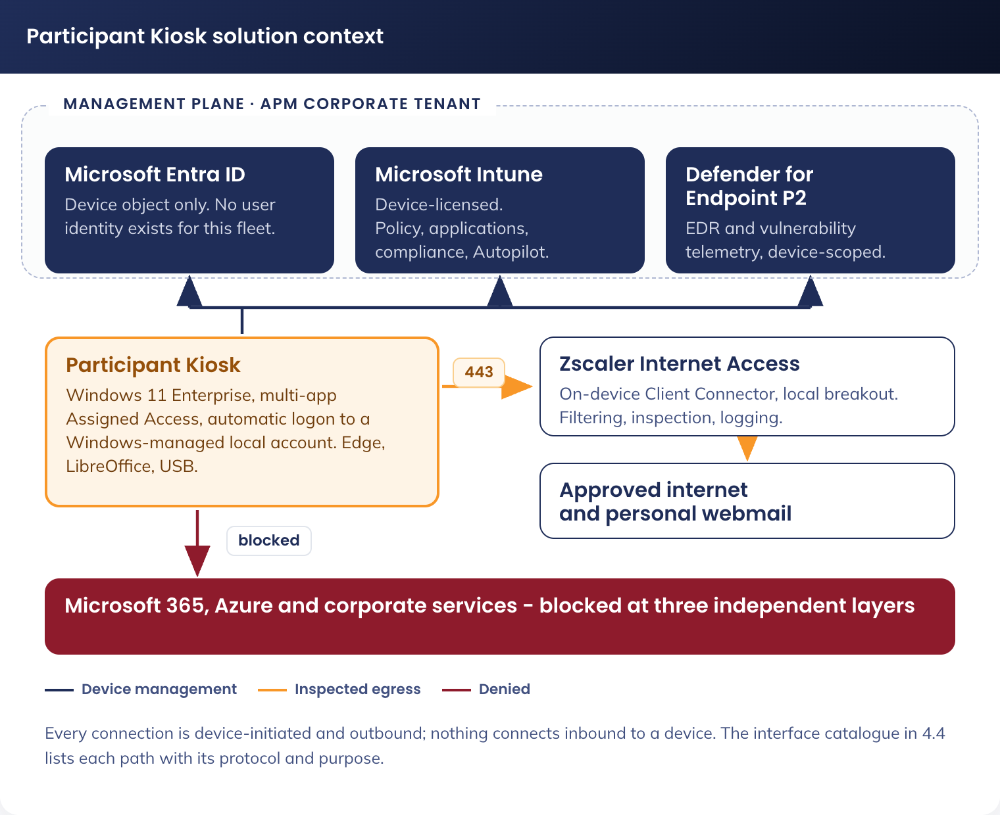 Participant Kiosk solution context
MANAGEMENT PLANE · APM CORPORATE TENANT
Microsoft Entra ID
Device object only. No user
identity exists for this fleet.
Microsoft Intune
Device-licensed.
Policy, applications,
compliance, Autopilot.
Defender for
Endpoint P2
EDR and vulnerability
telemetry, device-scoped.
Participant Kiosk
Windows 11 Enterprise, multi-app
Assigned Access, automatic logon to a
Windows-managed local account. Edge,
LibreOffice, USB.
443
Zscaler Internet Access
On-device Client Connector, local breakout.
Filtering, inspection, logging.
Approved internet
and personal webmail
blocked
Microsoft 365, Azure and corporate services – blocked at three independent layers
Device management
Inspected egress
Denied
Every connection is device-initiated and outbound; nothing connects inbound to a device. The interface catalogue in 4.4
lists each path with its protocol and purpose.